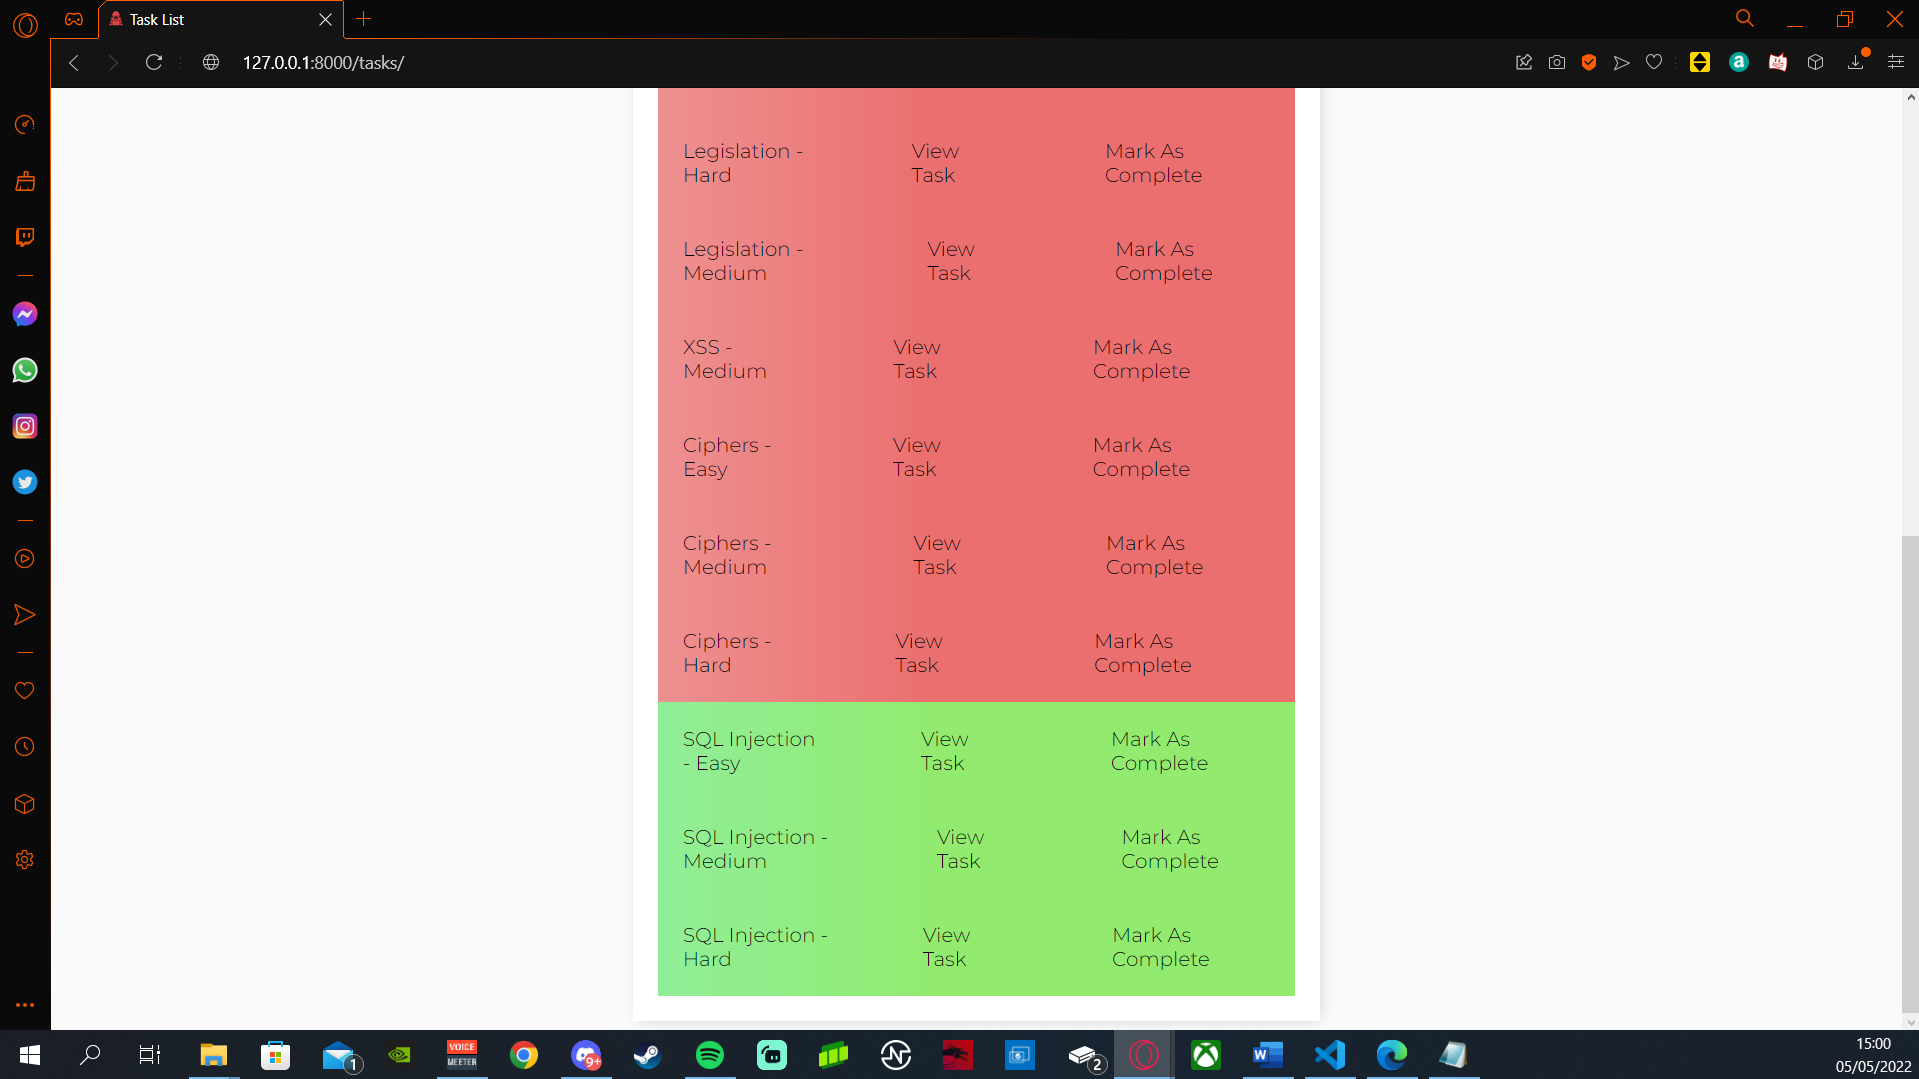 Task List
127.0.0.1:8000/tasks/
Legislation -
Hard
View
Task
Mark As
Complete
Legislation -
Medium
View
Task
Mark As
Complete
XSS -
Medium
View
Task
Mark As
Complete
Ciphers -
Easy
View
Task
Mark As
Complete
Ciphers -
Medium
View
Task
Mark As
Complete
Ciphers -
Hard
View
Task
Mark As
Complete
SQL Injection
- Easy
View
Task
Mark As
Complete
SQL Injection -
Medium
View
Task
Mark As
Complete
SQL Injection -
Hard
View
Task
Mark As
Complete
1
VOICE
MEETER
9+
2
15:00
05/05/2022